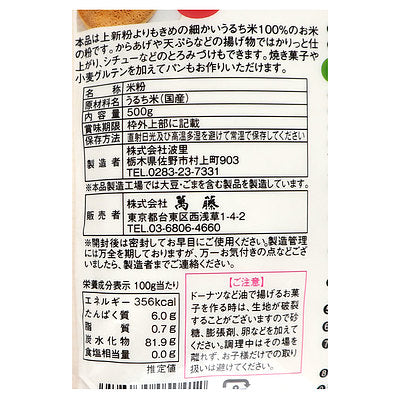 本品は上新粉よりもきめの細かいうるち米100%のお米
の粉です。からあげや天ぷらなどの揚げ物ではかりっと仕
上がり、シチューなどのとろみづけもできます。焼き菓子や
小麦グルテンを加えてパンもお作りいただけます。
名 称 米粉
原材料名 うるち米(国産)
内 容 量 500g
賞味期限 枠外上部に記載
保存方法 直射日光及び高温多湿を避けて常温で保存してください
製 造 者 株式会社波里
栃木県佐野市村上町903
TEL.0283-23-7331
※本品製造工場では大豆・ごまを含む製品を製造しています。
販 売 者 株式会社 萬 藤
東京都台東区西浅草1-4-2
TEL.03-6806-4660
※開封後は密封してお早目にご使用ください。製造管理
には万全を期しておりますが、万一お気付きの点などござ
いましたら、製造者までご連絡ください。
栄養成分表示 100g当たり
エネルギー 356kcal
たんぱく質 6.0g
脂 質 0.7g
炭水化物 81.9g
食塩相当量 0.0g
推定値
【ご注意】
ドーナツなど油で揚げるお菓
子を作る時は、生地が破裂
することがございますので砂
糖、膨張剤、卵などを加えて
ください。調理中はその場を
離れず、お子様だけでの取り
扱いは避けてください。